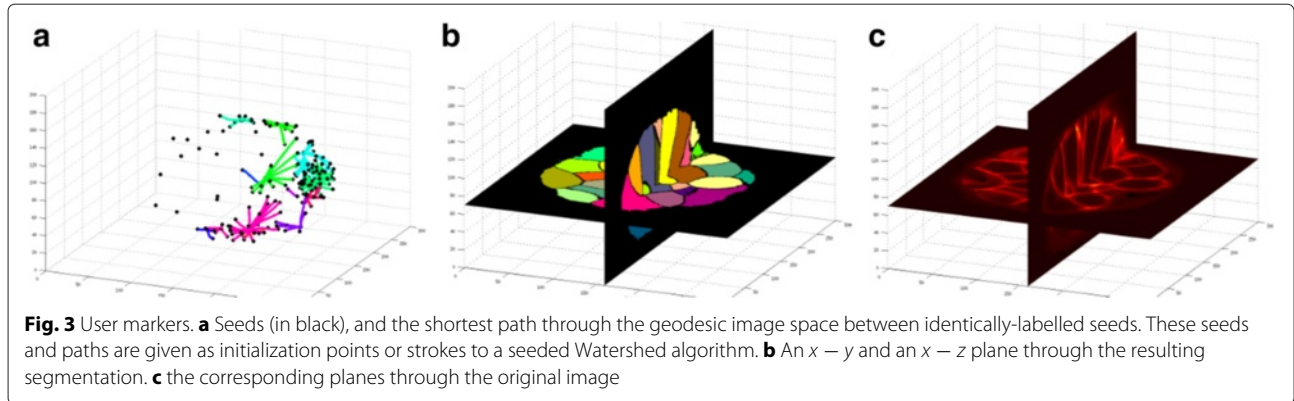 a
b
c
Fig. 3 User markers. a Seeds (in black), and the shortest path through the geodesic image space between identically-labelled seeds. These seeds
and paths are given as initialization points or strokes to a seeded Watershed algorithm. b An x − y and an x − z plane through the resulting
segmentation. c the corresponding planes through the original image